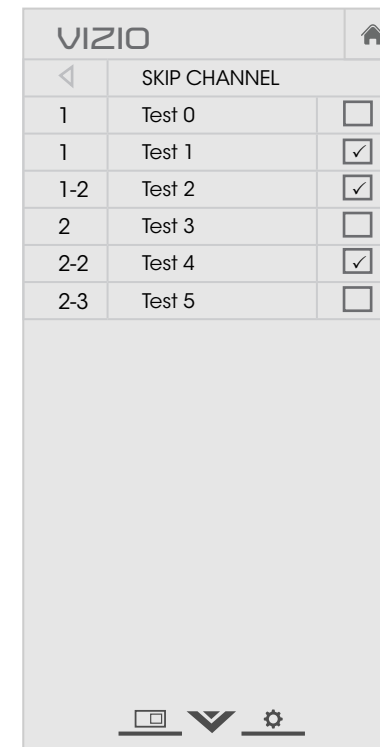 VIZIO
SKIP CHANNEL
1 Test 0
1 Test 1
1-2 Test 2
2 Test 3
2-2 Test 4
2-3 Test 5